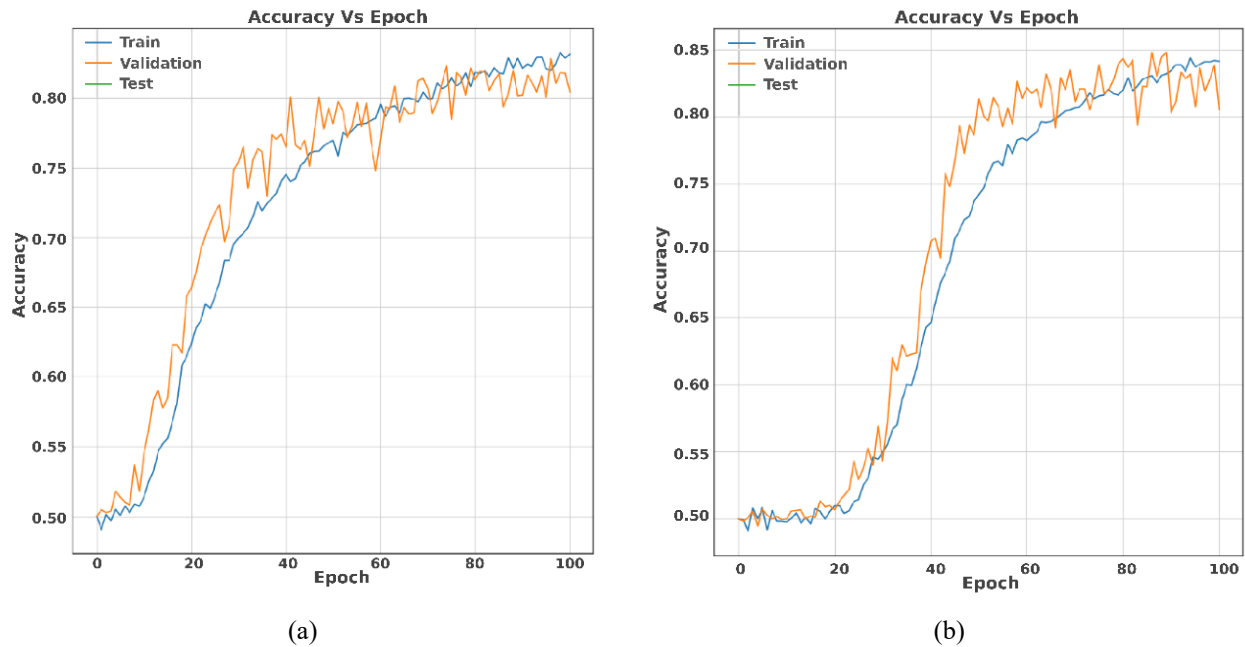 Accuracy Vs Epoch
Train
Validation
Test
0.80
0.75
0.70
0.65
0.60
0.55
0.50
Accuracy
0 20 40 60 80 100
Epoch
(a)
Accuracy Vs Epoch
Train
Validation
Test
0.85
0.80
0.75
0.70
0.65
0.60
0.55
0.50
Accuracy
0 20 40 60 80 100
Epoch
(b)